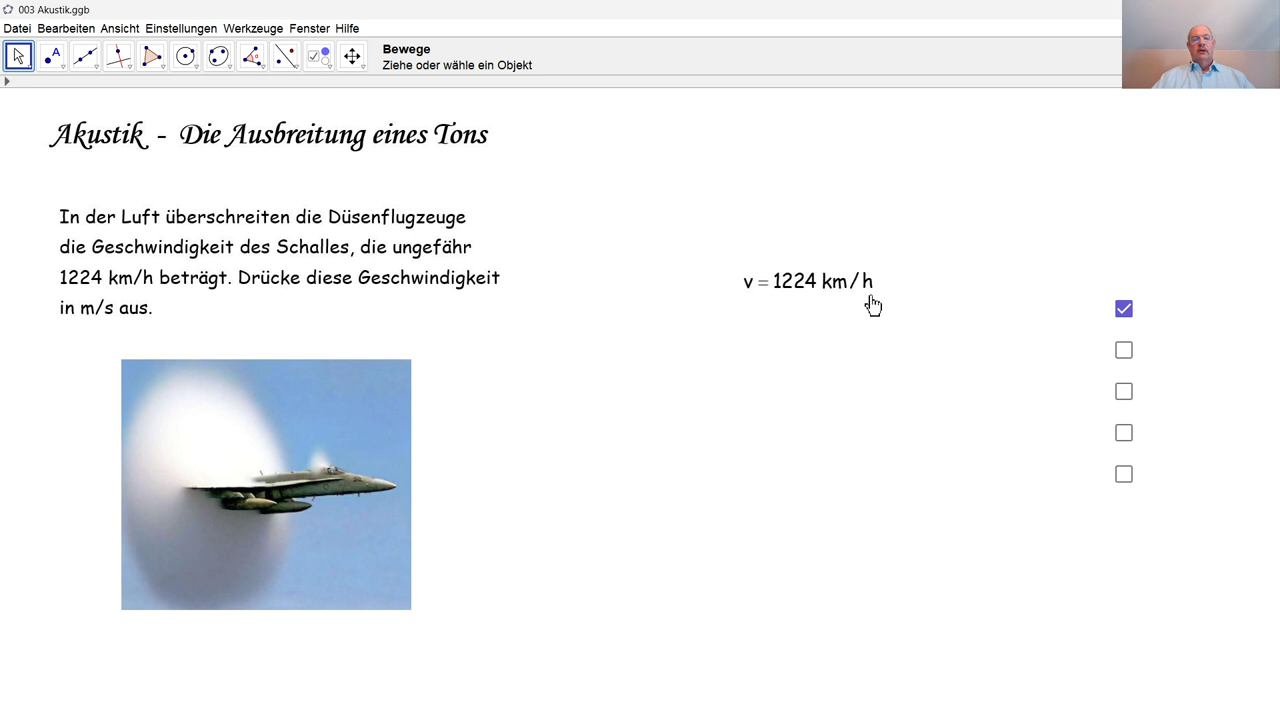 003 Akustik.ggb
Datei Bearbeiten Ansicht Einstellungen Werkzeuge Fenster Hilfe
A
Bewege
Ziehe oder wähle ein Objekt
Akustik - Die Ausbreitung eines Tons
In der Luft überschreiten die Düsenflugzeuge
die Geschwindigkeit des Schalles, die ungefähr
1224 km/h beträgt. Drücke diese Geschwindigkeit
in m/s aus.
v = 1224 km/h